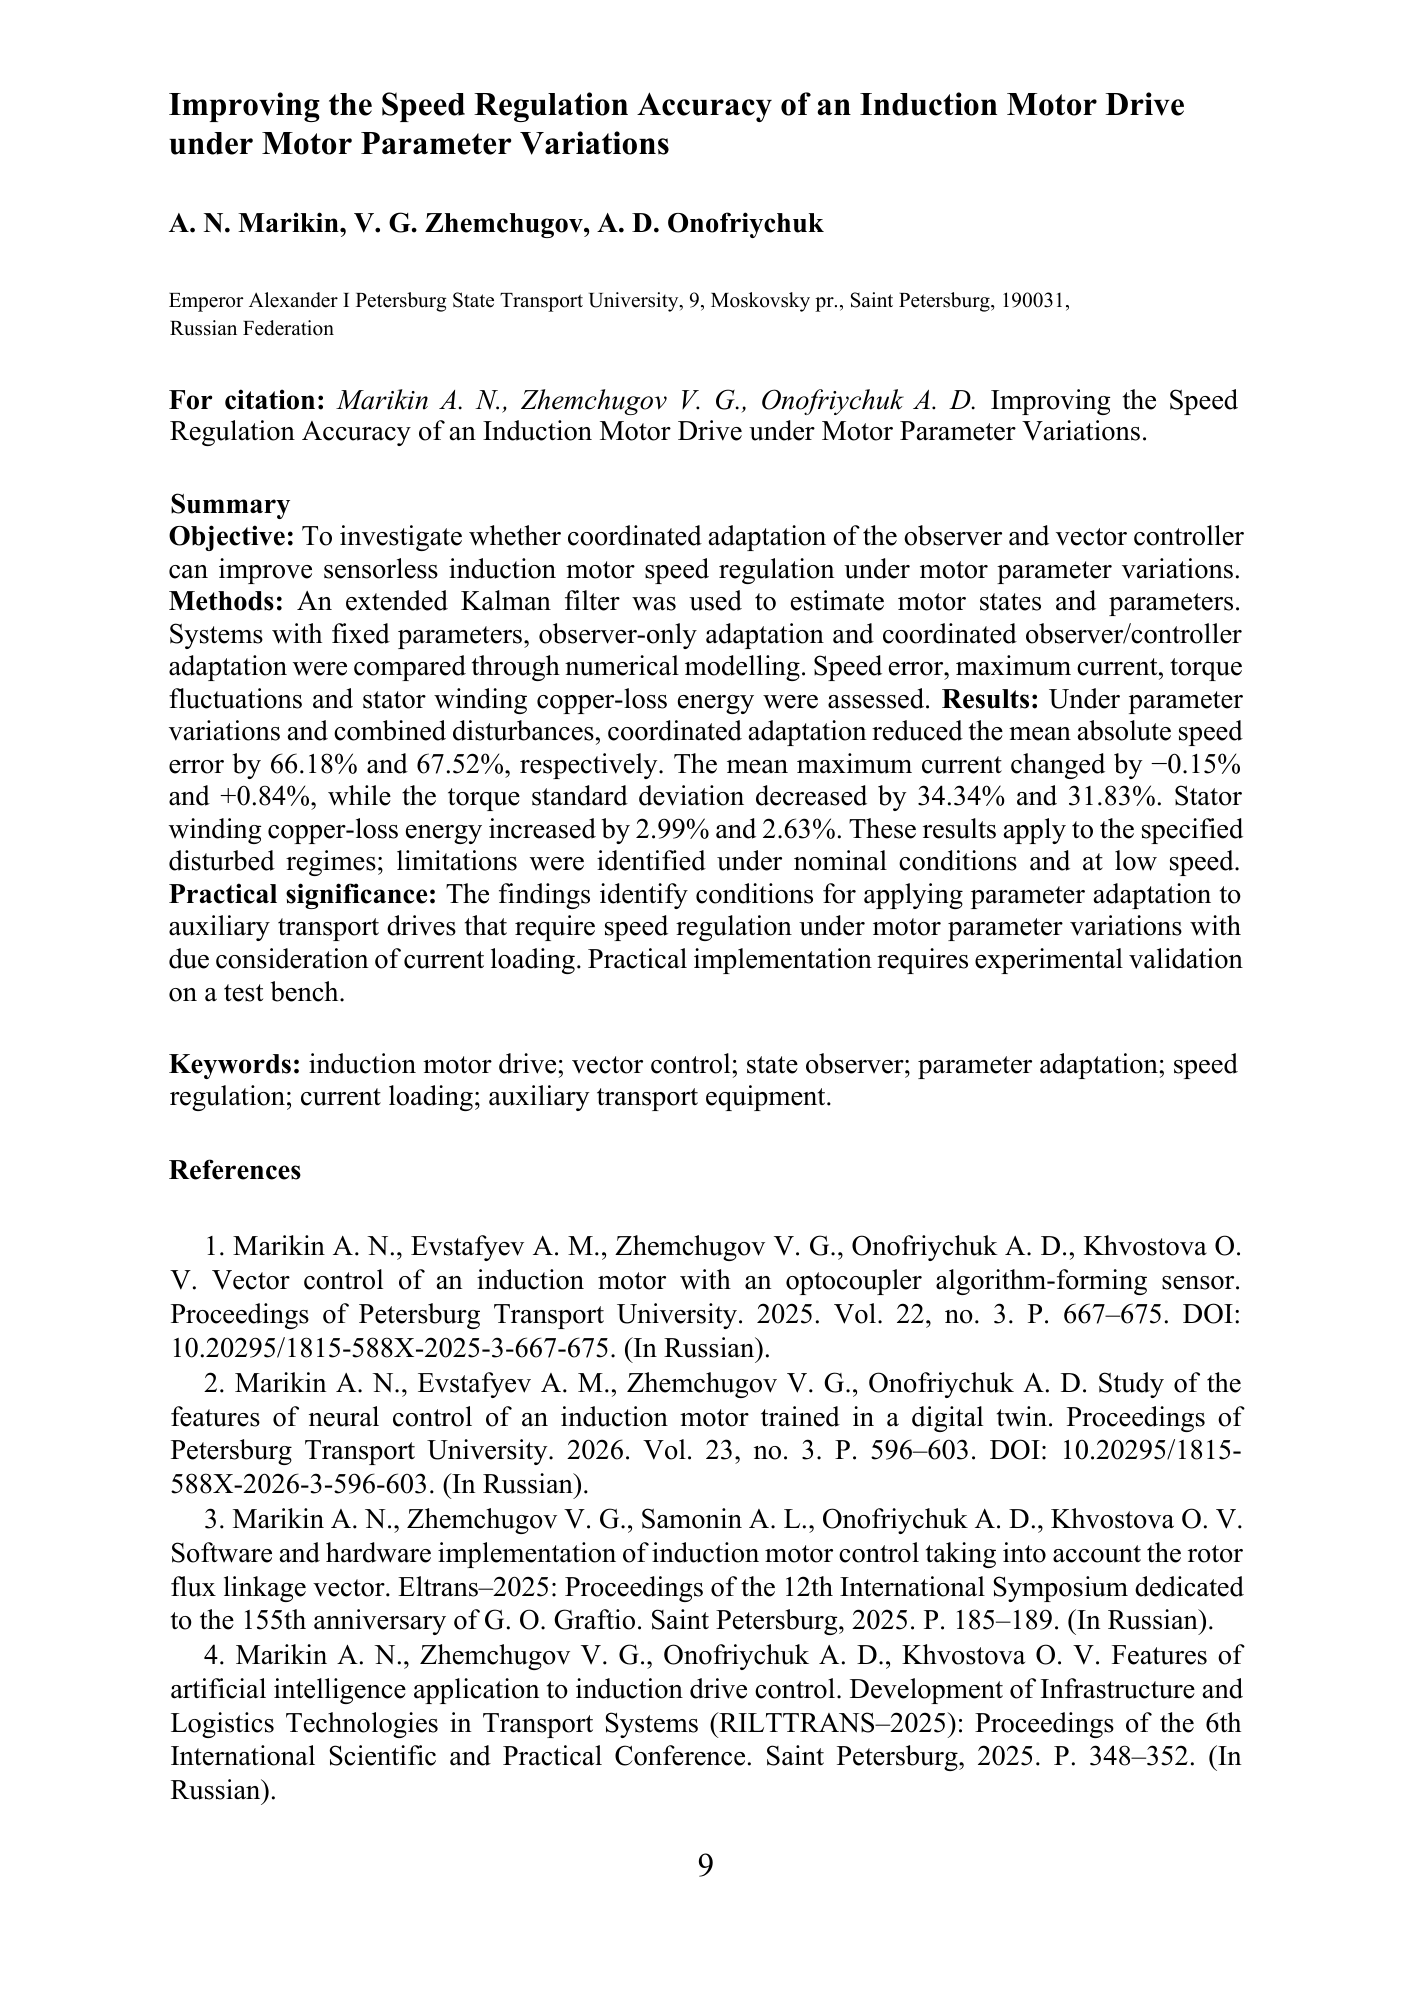 Improving the Speed Regulation Accuracy of an Induction Motor Drive
under Motor Parameter Variations
A. N. Marikin, V. G. Zhemchugov, A. D. Onofriychuk
Emperor Alexander I Petersburg State Transport University, 9, Moskovsky pr., Saint Petersburg, 190031,
Russian Federation
For citation: Marikin A. N., Zhemchugov V. G., Onofriychuk A. D. Improving the Speed
Regulation Accuracy of an Induction Motor Drive under Motor Parameter Variations.
Summary
Objective: To investigate whether coordinated adaptation of the observer and vector controller
can improve sensorless induction motor speed regulation under motor parameter variations.
Methods: An extended Kalman filter was used to estimate motor states and parameters.
Systems with fixed parameters, observer-only adaptation and coordinated observer/controller
adaptation were compared through numerical modelling. Speed error, maximum current, torque
fluctuations and stator winding copper-loss energy were assessed. Results: Under parameter
variations and combined disturbances, coordinated adaptation reduced the mean absolute speed
error by 66.18% and 67.52%, respectively. The mean maximum current changed by −0.15%
and +0.84%, while the torque standard deviation decreased by 34.34% and 31.83%. Stator
winding copper-loss energy increased by 2.99% and 2.63%. These results apply to the specified
disturbed regimes; limitations were identified under nominal conditions and at low speed.
Practical significance: The findings identify conditions for applying parameter adaptation to
auxiliary transport drives that require speed regulation under motor parameter variations with
due consideration of current loading. Practical implementation requires experimental validation
on a test bench.
Keywords: induction motor drive; vector control; state observer; parameter adaptation; speed
regulation; current loading; auxiliary transport equipment.
References
1. Marikin A. N., Evstafyev A. M., Zhemchugov V. G., Onofriychuk A. D., Khvostova O.
V. Vector control of an induction motor with an optocoupler algorithm-forming sensor.
Proceedings of Petersburg Transport University. 2025. Vol. 22, no. 3. P. 667–675. DOI:
10.20295/1815-588X-2025-3-667-675. (In Russian).
2. Marikin A. N., Evstafyev A. M., Zhemchugov V. G., Onofriychuk A. D. Study of the
features of neural control of an induction motor trained in a digital twin. Proceedings of
Petersburg Transport University. 2026. Vol. 23, no. 3. P. 596–603. DOI: 10.20295/1815-
588X-2026-3-596-603. (In Russian).
3. Marikin A. N., Zhemchugov V. G., Samonin A. L., Onofriychuk A. D., Khvostova O. V.
Software and hardware implementation of induction motor control taking into account the rotor
flux linkage vector. Eltrans–2025: Proceedings of the 12th International Symposium dedicated
to the 155th anniversary of G. O. Graftio. Saint Petersburg, 2025. P. 185–189. (In Russian).
4. Marikin A. N., Zhemchugov V. G., Onofriychuk A. D., Khvostova O. V. Features of
artificial intelligence application to induction drive control. Development of Infrastructure and
Logistics Technologies in Transport Systems (RILTTRANS–2025): Proceedings of the 6th
International Scientific and Practical Conference. Saint Petersburg, 2025. P. 348–352. (In
Russian).
9